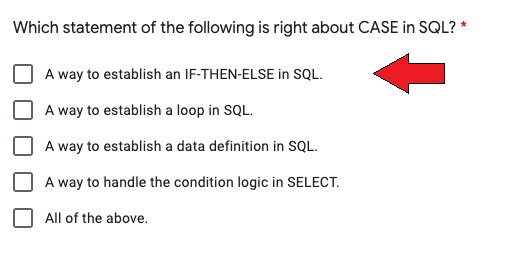 Which statement of the following is right about CASE in SQL? *
A way to establish an IF-THEN-ELSE in SQL.
A way to establish a loop in SQL.
A way to establish a data definition in SQL.
A way to handle the condition logic in SELECT.
All of the above.